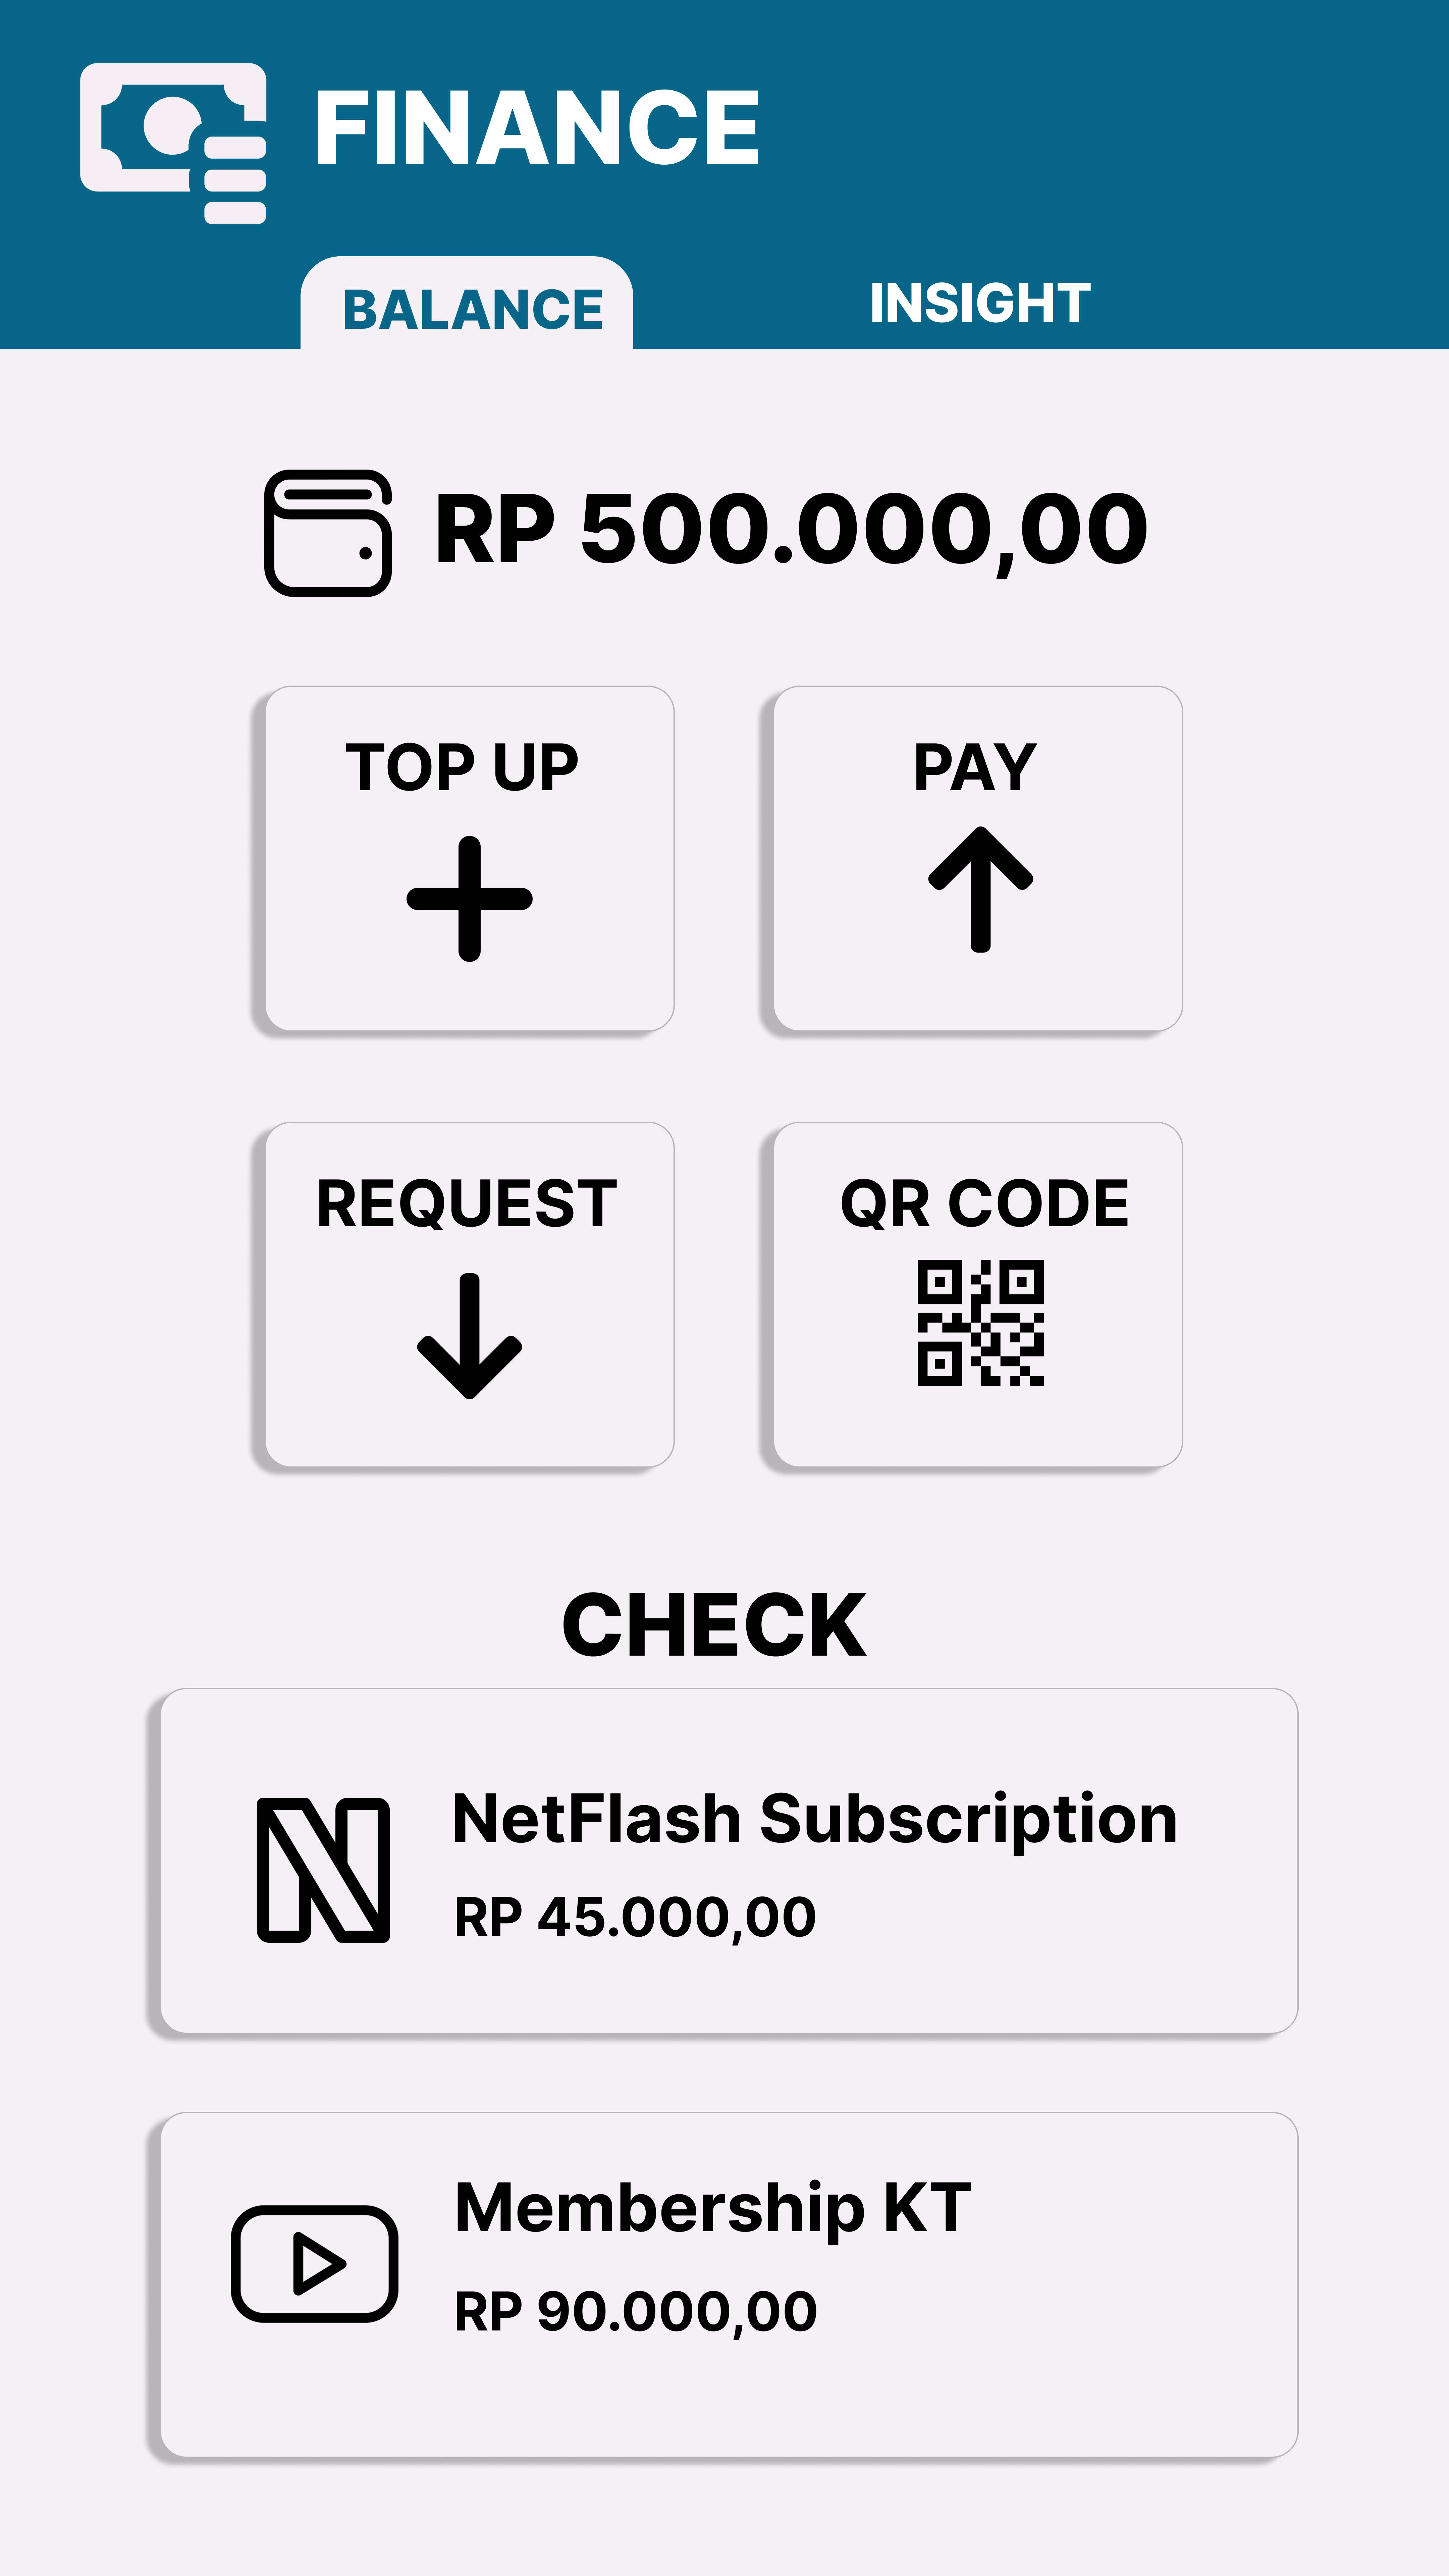 FINANCE
BALANCE
INSIGHT
RP 500.000,00
TOP UP
PAY
REQUEST
QR CODE
CHECK
NetFlash Subscription
RP 45.000,00
Membership KT
RP 90.000,00